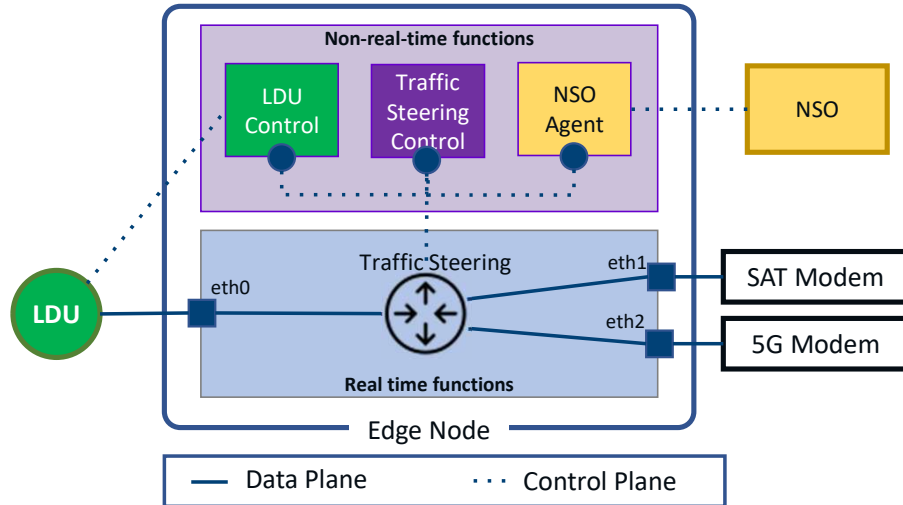 Non-real-time functions
LDU
Control
Traffic
Steering
Control
NSO
Agent
NSO
Traffic Steering
eth0
eth1
eth2
LDU
SAT Modem
5G Modem
Real time functions
Edge Node
Data Plane
Control Plane